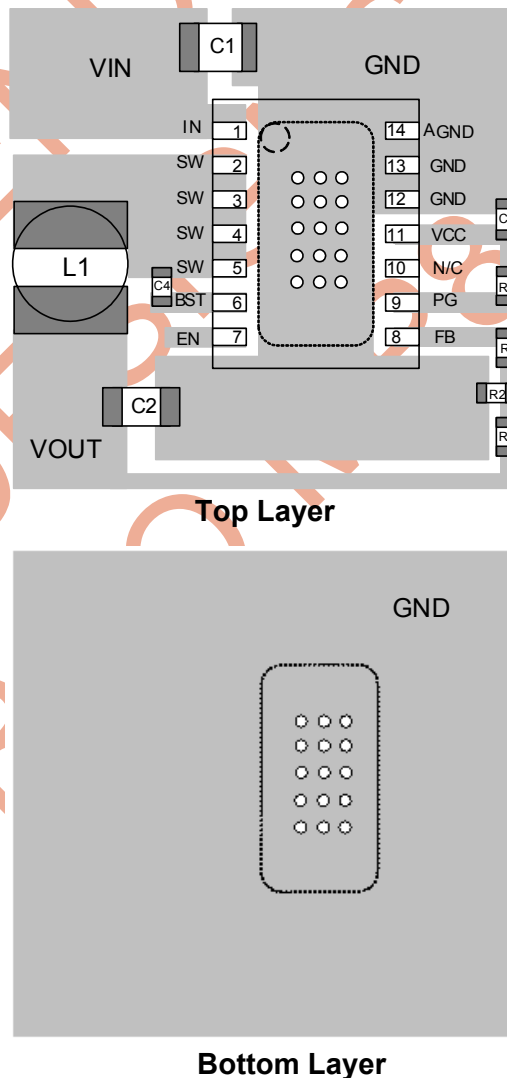 C1
VIN
GND
IN 1 14 AGND
SW 2 13 GND
SW 3 12 GND
SW 4 11 VCC
SW 5 10 N/C
BST 6 9 PG
EN 7 8 FB
L1
C4
C
R
R
R2
R
C2
VOUT
Top Layer
GND
Bottom Layer